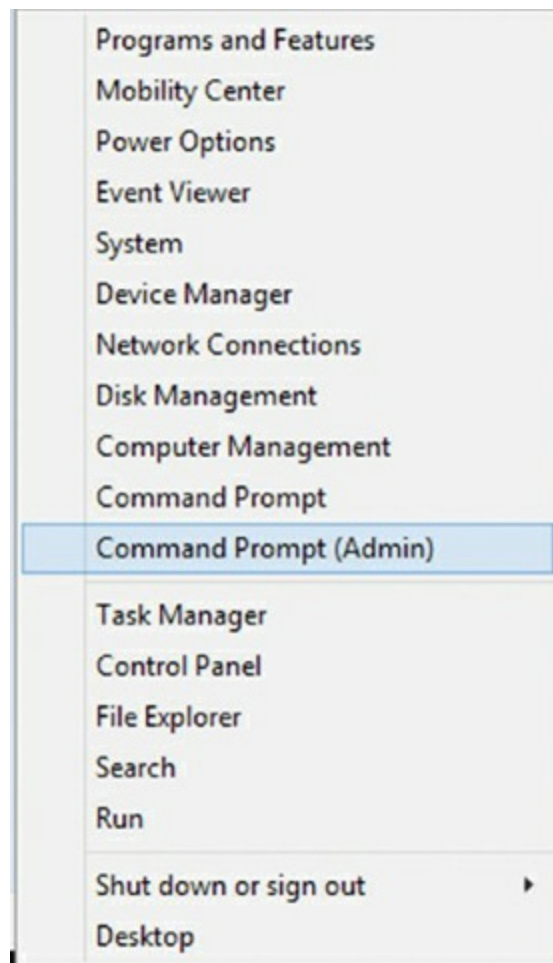 Programs and Features
Mobility Center
Power Options
Event Viewer
System
Device Manager
Network Connections
Disk Management
Computer Management
Command Prompt
Command Prompt (Admin)
Task Manager
Control Panel
File Explorer
Search
Run
Shut down or sign out
Desktop